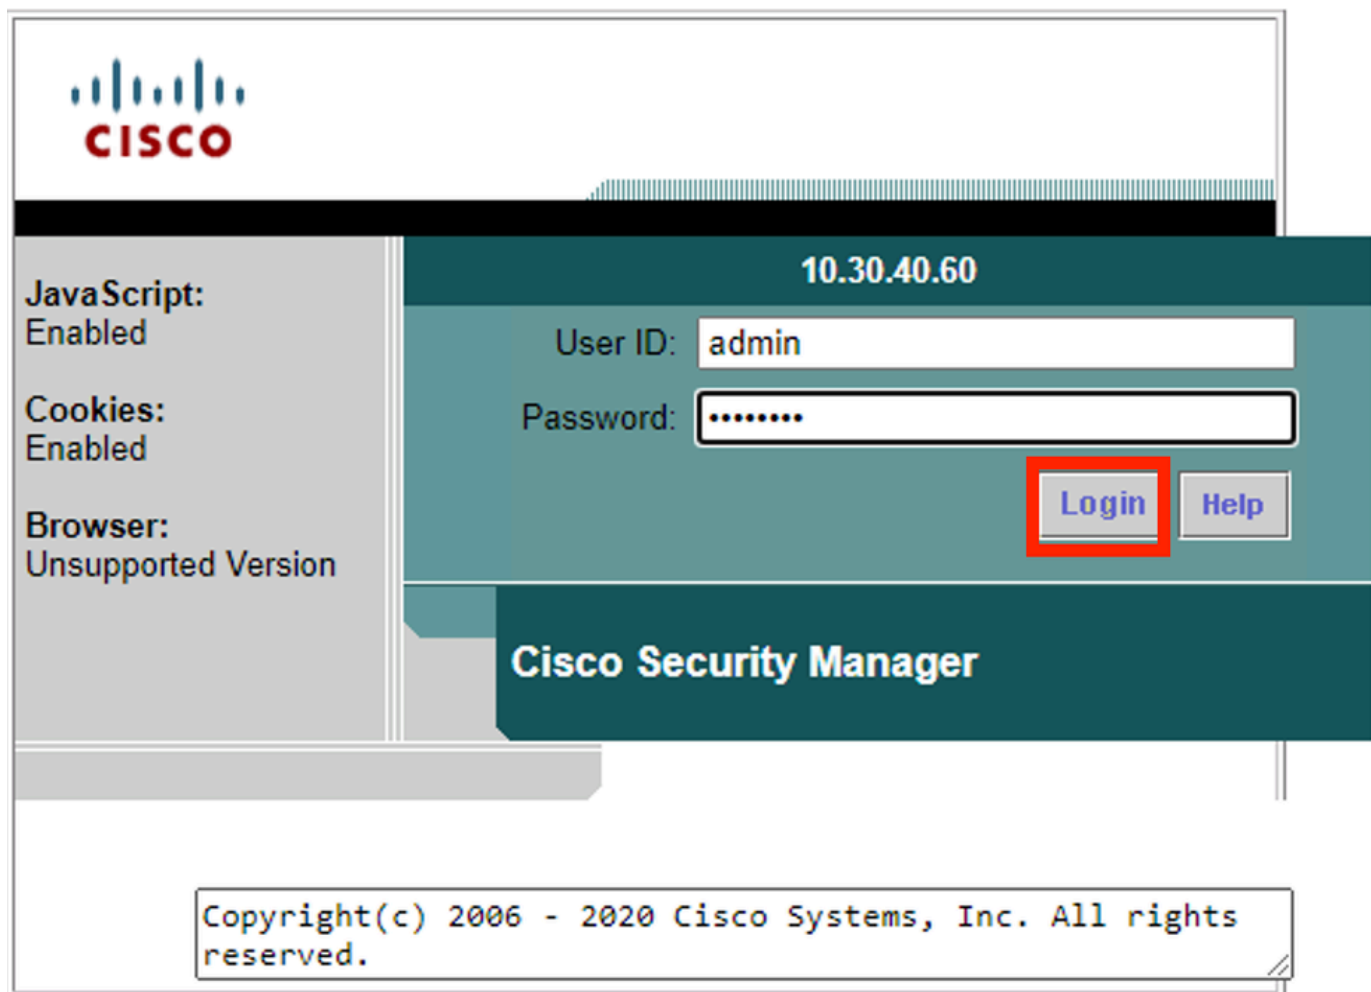 CISCO
JavaScript:
Enabled
Cookies:
Enabled
Browser:
Unsupported Version
10.30.40.60
User ID: admin
Password: ••••••••
Login Help
Cisco Security Manager
Copyright(c) 2006 - 2020 Cisco Systems, Inc. All rights
reserved.